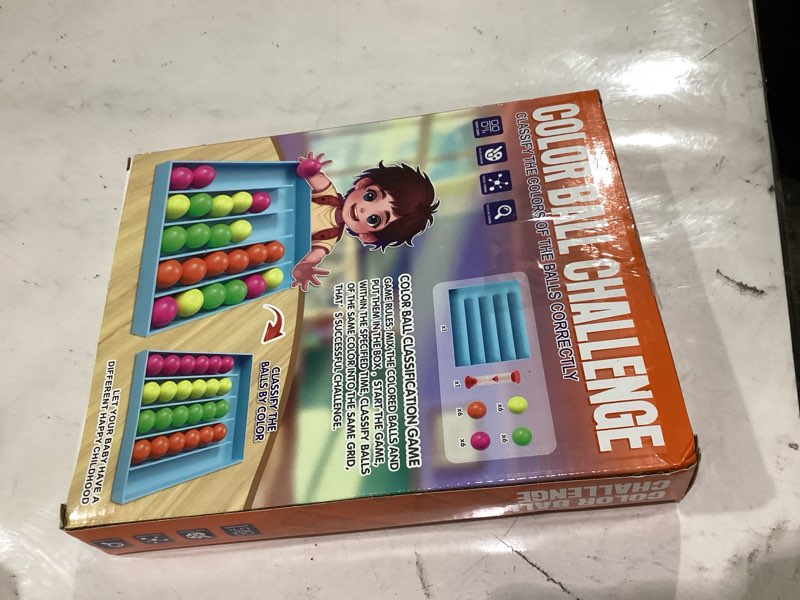 COLOR BALL CHALLENGE
CLASSIFY THE COLORS OF THE BALLS CORRECTLY
x1
x1
x6
x6
x6
x6
COLOR BALL CLASSIFICATION GAME
GAME RULES: MIX THE COLORED BALLS AND
PUT THEM IN THE BOX, START THE GAME,
WITHIN THE SPECIFIED TIME, CLASSIFY BALLS
OF THE SAME COLOR INTO THE SAME GRID,
THAT' S SUCCESSFUL CHALLENGE.
CLASSIFY THE
BALLS BY COLOR
LET YOUR BABY HAVE A
DIFFERENT HAPPY CHILDHOOD
COLOR BALL
CHALLENGE